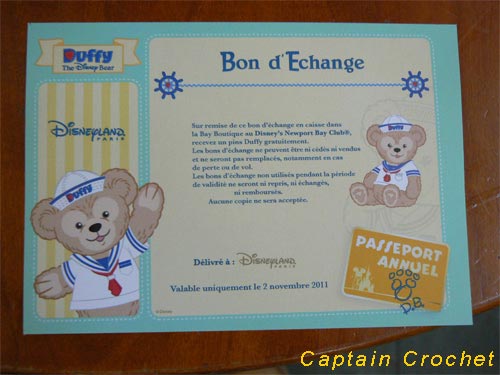 Duffy
The Disney Bear
Bon d'Echange
DISNEYLAND
PARIS
Sur remise de ce bon d'échange en caisse dans
la Bay Boutique au Disney's Newport Bay Club®,
recevez un pins Duffy gratuitement.
Les bons d'échange ne peuvent être ni cédés ni vendus
et ne seront pas remplacés, notamment en cas
de perte ou de vol.
Les bons d'échange non utilisés pendant la période
de validité ne seront ni repris, ni échangés,
ni remboursés.
Aucune copie ne sera acceptée.
Duffy
Duffy
Délivré à : DISNEYLAND
PARIS
PASSEPORT
ANNUEL
D.B.
Valable uniquement le 2 novembre 2011
©Disney
Captain Crochet